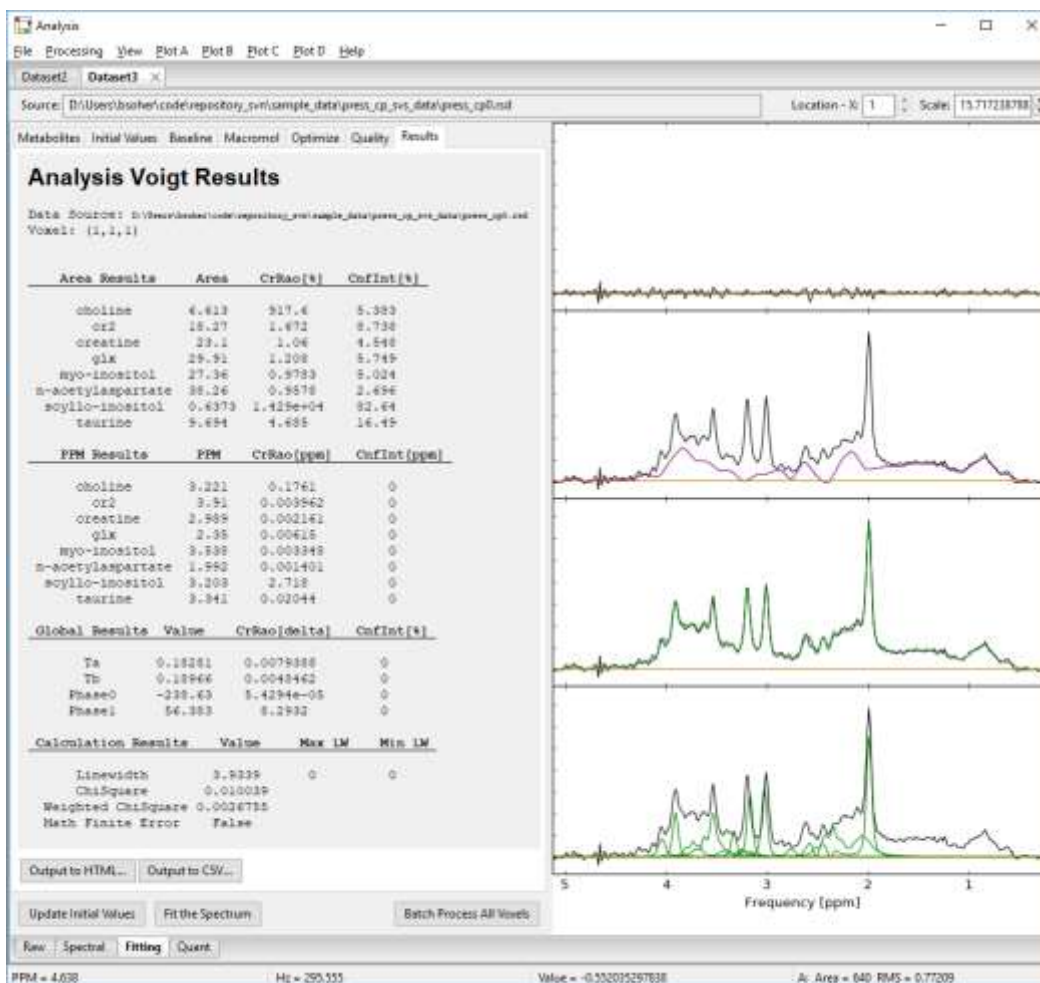 Analysis
File Processing View Plot A Plot B Plot C Plot D Help
Dataset2 Dataset3
Source: D:\Users\bsoher\code\repository_svn\sample_data\press_cp_svs_data\press_cp0.rsd Location - X: 1 Scale: 15.717238788
Metabolites Initial Values Baseline Macromol Optimize Quality Results
Analysis Voigt Results
Data Source: D:\Users\bsoher\code\repository_svn\sample_data\press_cp_svs_data\press_cp0.rsd
Voxel: (1,1,1)
Area Results Area CrRao[%] CnfInt[%]
choline 6.613 917.6 5.383
cr2 18.27 1.672 8.738
creatine 23.1 1.06 4.548
glx 29.91 1.208 5.749
myo-inositol 27.36 0.9783 5.024
n-acetylaspartate 38.26 0.9578 2.696
scyllo-inositol 0.6373 1.429e+04 82.64
taurine 9.694 4.685 16.49
PPM Results PPM CrRao[ppm] CnfInt[ppm]
choline 3.221 0.1761 0
cr2 3.91 0.003962 0
creatine 2.989 0.002161 0
glx 2.35 0.00615 0
myo-inositol 3.538 0.003348 0
n-acetylaspartate 1.992 0.001401 0
scyllo-inositol 3.203 2.718 0
taurine 3.341 0.02044 0
Global Results Value CrRao[delta] CnfInt[%]
Ta 0.18281 0.0079388 0
Tb 0.18966 0.0048462 0
Phase0 -238.63 5.4294e-05 0
Phase1 56.383 8.2932 0
Calculation Results Value Max LW Min LW
Linewidth 3.9339 0 0
ChiSquare 0.010039
Weighted ChiSquare 0.0026755
Math Finite Error False
Output to HTML... Output to CSV...
5 4 3 2 1
Frequency [ppm]
Update Initial Values Fit the Spectrum Batch Process All Voxels
Raw Spectral Fitting Quant
PPM = 4.638 Hz = 295.555 Value = -0.552035297838 A: Area = 640 RMS = 0.77209